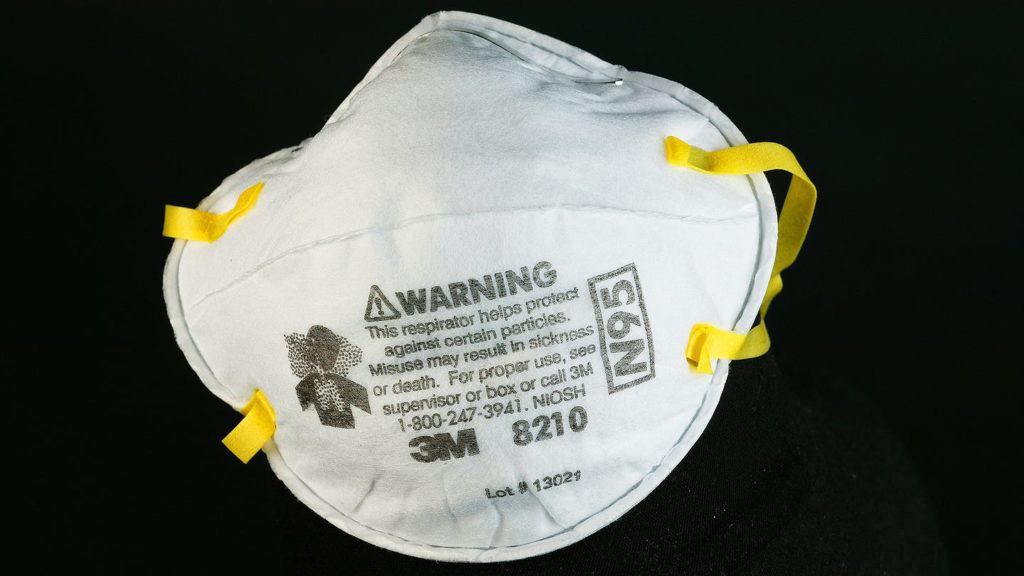 WARNING
This respirator helps protect
against certain particles.
Misuse may result in sickness
or death. For proper use, see
supervisor or box or call 3M
1-800-247-3941. NIOSH
3M 8210
N95
Lot # 13021